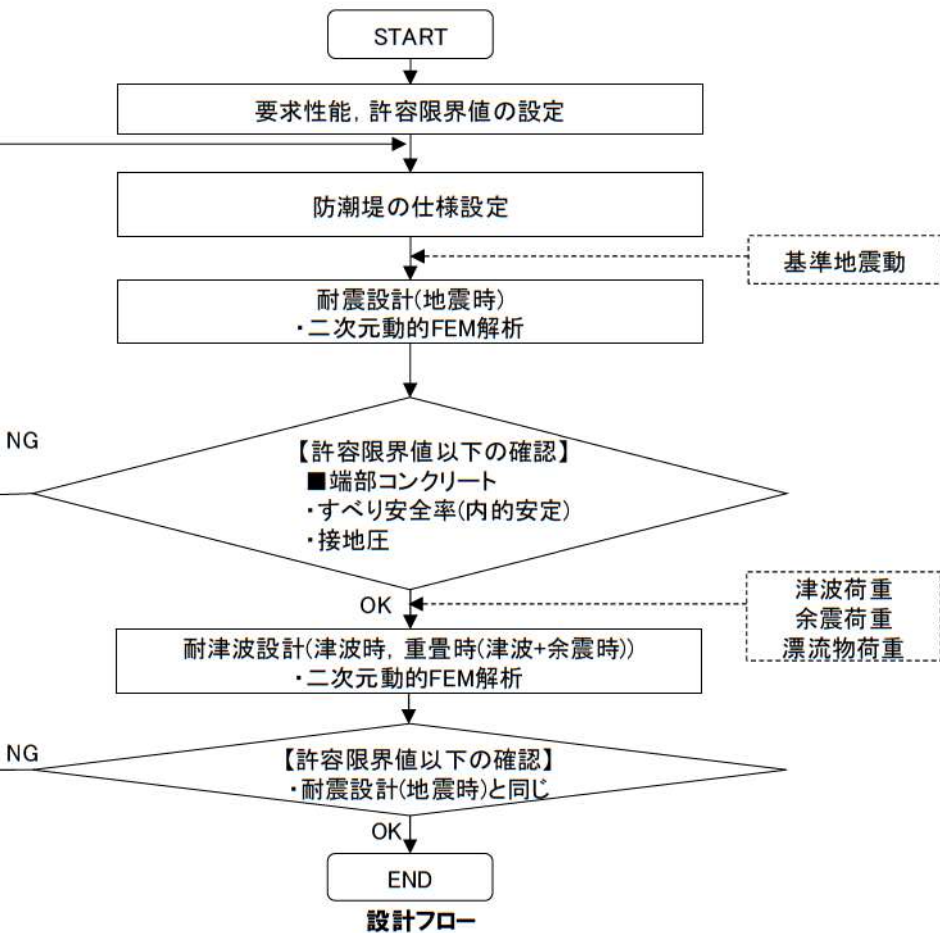 START
要求性能，許容限界値の設定
防潮堤の仕様設定
基準地震動
耐震設計(地震時)
・二次元動的FEM解析
NG
【許容限界値以下の確認】
■端部コンクリート
・すべり安全率(内的安定)
・接地圧
OK
津波荷重
余震荷重
漂流物荷重
耐津波設計(津波時，重畳時(津波+余震時))
・二次元動的FEM解析
NG
【許容限界値以下の確認】
・耐震設計(地震時)と同じ
OK
END
設計フロー